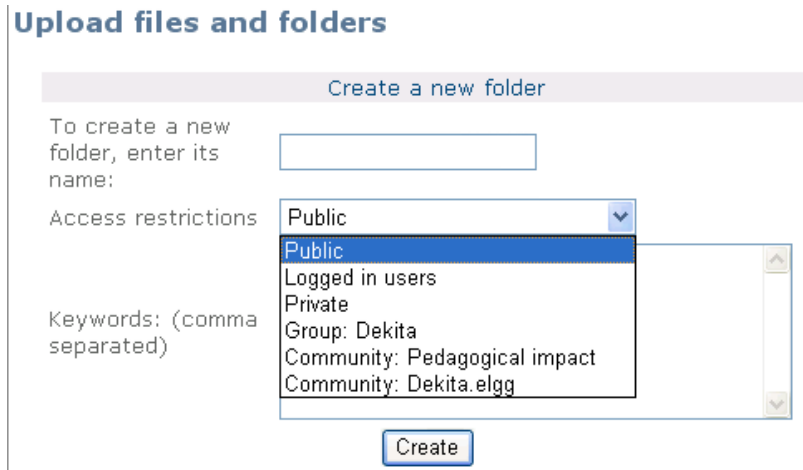 Upload files and folders
Create a new folder
To create a new
folder, enter its
name:
Access restrictions
Public
Public
Logged in users
Private
Group: Dekita
Community: Pedagogical impact
Community: Dekita.elgg
Keywords: (comma
separated)
Create